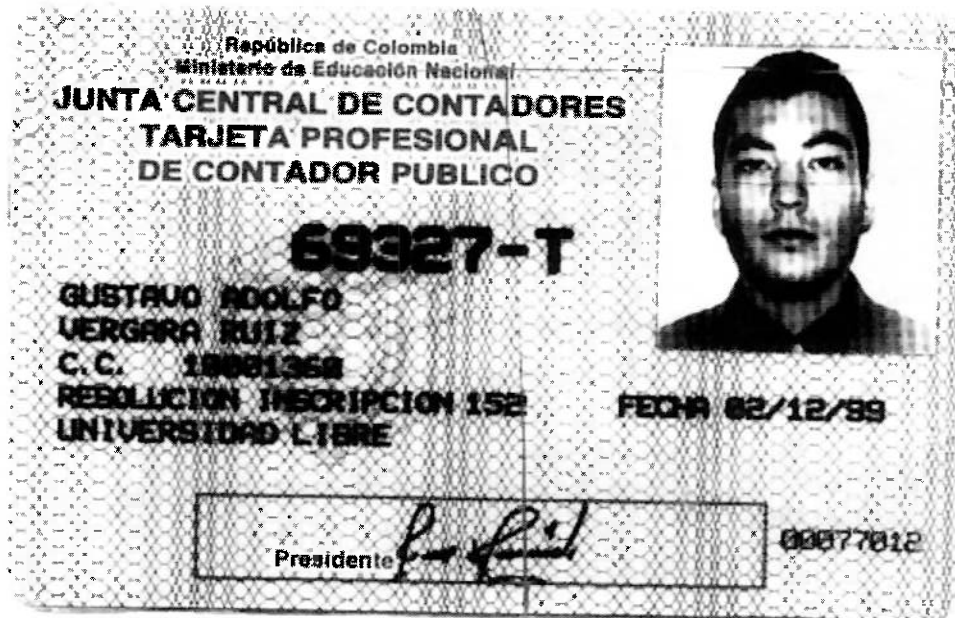 República de Colombia
Ministerio de Educación Nacional
JUNTA CENTRAL DE CONTADORES
TARJETA PROFESIONAL
DE CONTADOR PUBLICO
69327-T
GUSTAVO ADOLFO
VERGARA RUIZ
C.C.
RESOLUCION INSCRIPCION 152
FECHA 02/12/99
UNIVERSIDAD LIBRE
Presidente
00077012